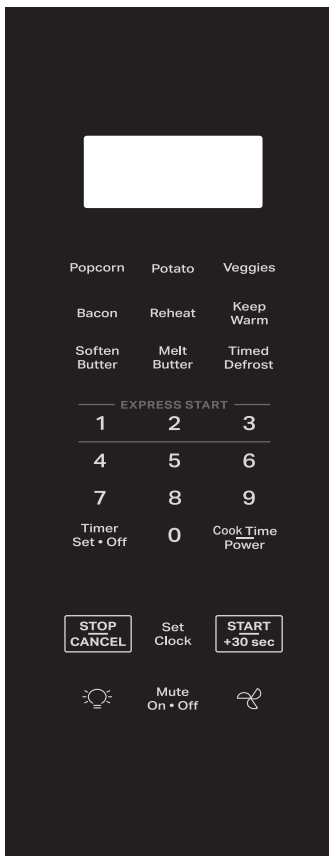 Popcorn Potato Veggies
Bacon Reheat Keep Warm
Soften Butter Melt Butter Timed Defrost
EXPRESS START
1 2 3
4 5 6
7 8 9
Timer Set • Off 0 Cook Time Power
STOP CANCEL Set Clock START +30 sec
Mute On • Off